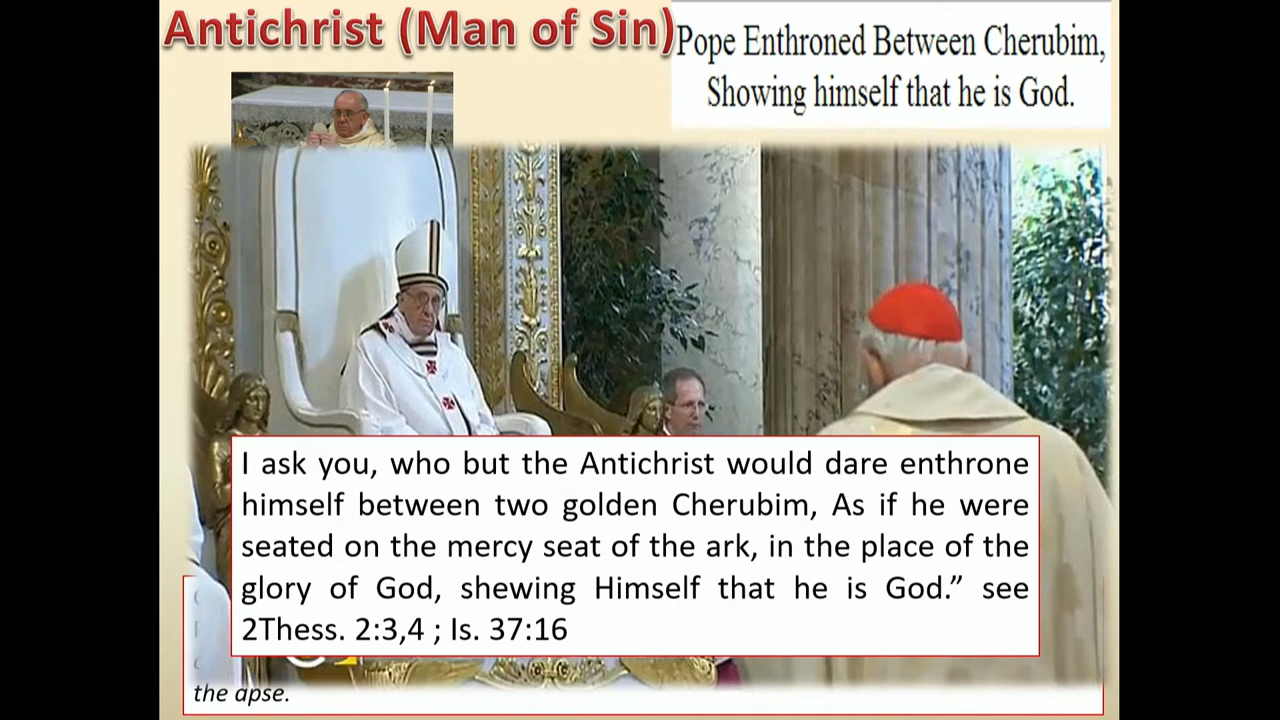 Antichrist (Man of Sin)
Pope Enthroned Between Cherubim,
Showing himself that he is God.
I ask you, who but the Antichrist would dare enthrone
himself between two golden Cherubim, As if he were
seated on the mercy seat of the ark, in the place of the
glory of God, shewing Himself that he is God.” see
2Thess. 2:3,4 ; Is. 37:16
the apse.